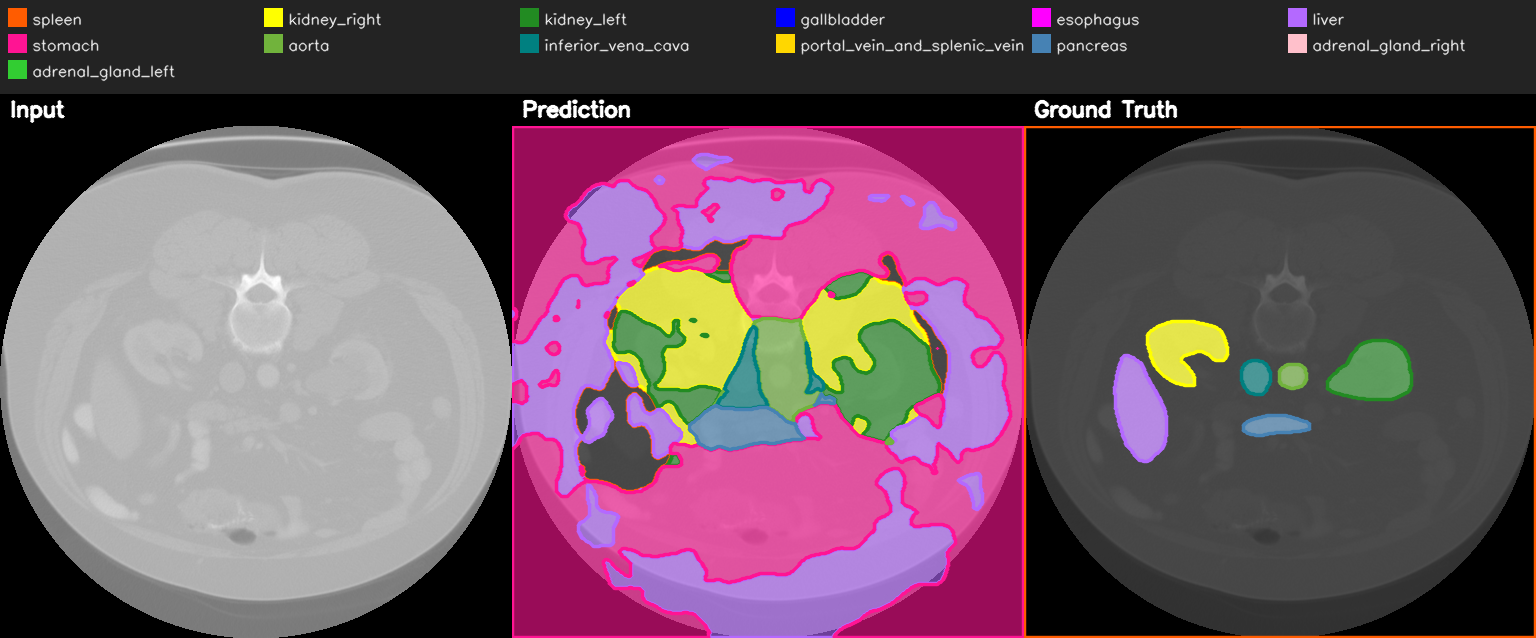 spleen kidney_right kidney_left gallbladder esophagus liver
stomach aorta inferior_vena_cava portal_vein_and_splenic_vein pancreas adrenal_gland_right
adrenal_gland_left
Input Prediction Ground Truth